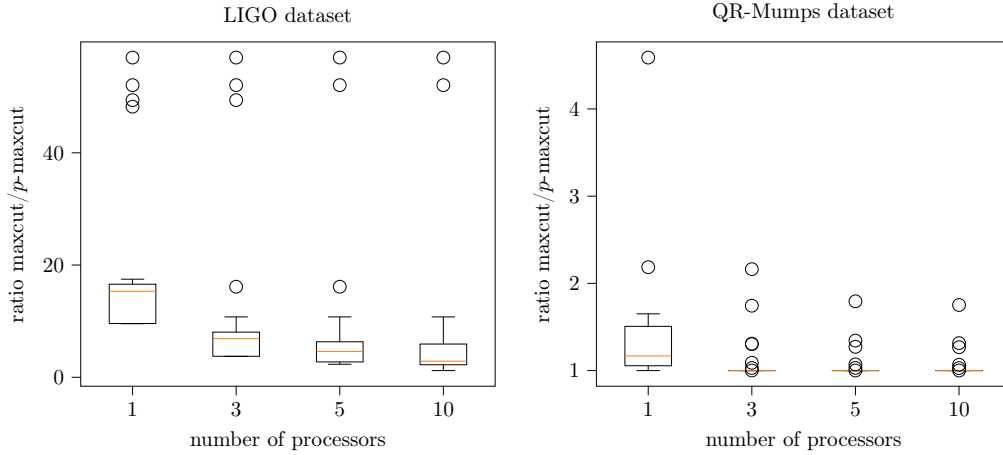 LIGO dataset
ratio maxcut/p-maxcut
40
20
0
1 3 5 10
number of processors
QR-Mumps dataset
ratio maxcut/p-maxcut
4
3
2
1
1 3 5 10
number of processors